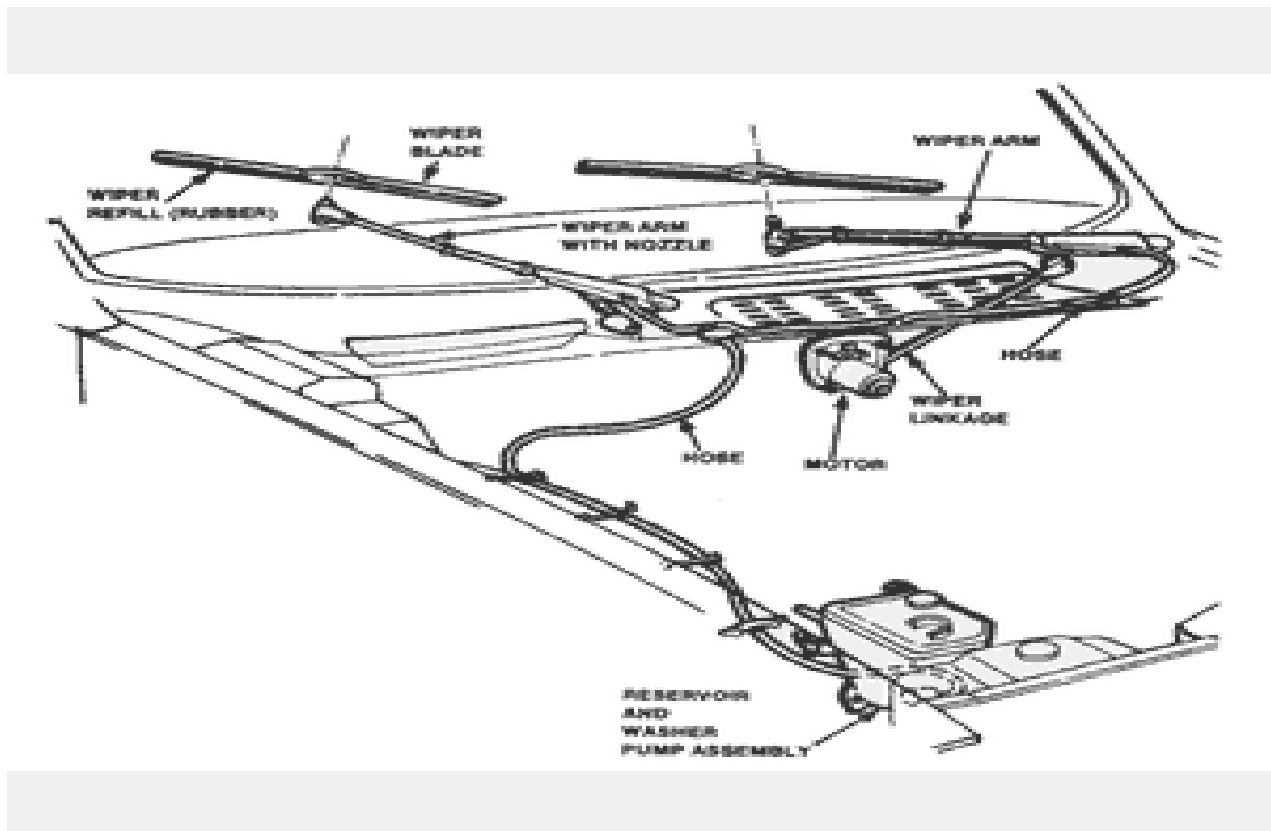 WIPER
BLADE
WIPER ARM
WIPER
REFILL (RUBBER)
WIPER ARM
WITH NOZZLE
HOSE
WIPER
LINKAGE
HOSE
MOTOR
RESERVOIR
AND
WASHER
PUMP ASSEMBLY